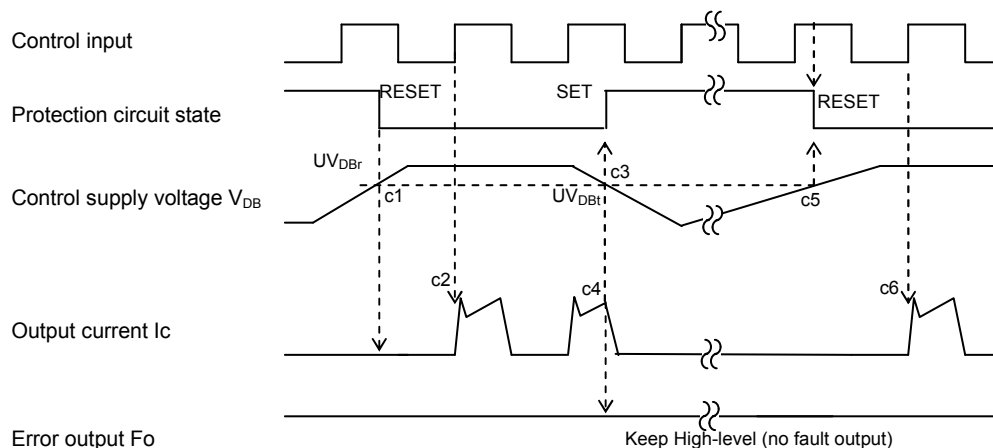 Control input
RESET
SET
RESET
Protection circuit state
UVDBr
c3
Control supply voltage VDB
c1
UVDBt
c5
c2
c4
c6
Output current Ic
Error output Fo
Keep High-level (no fault output)